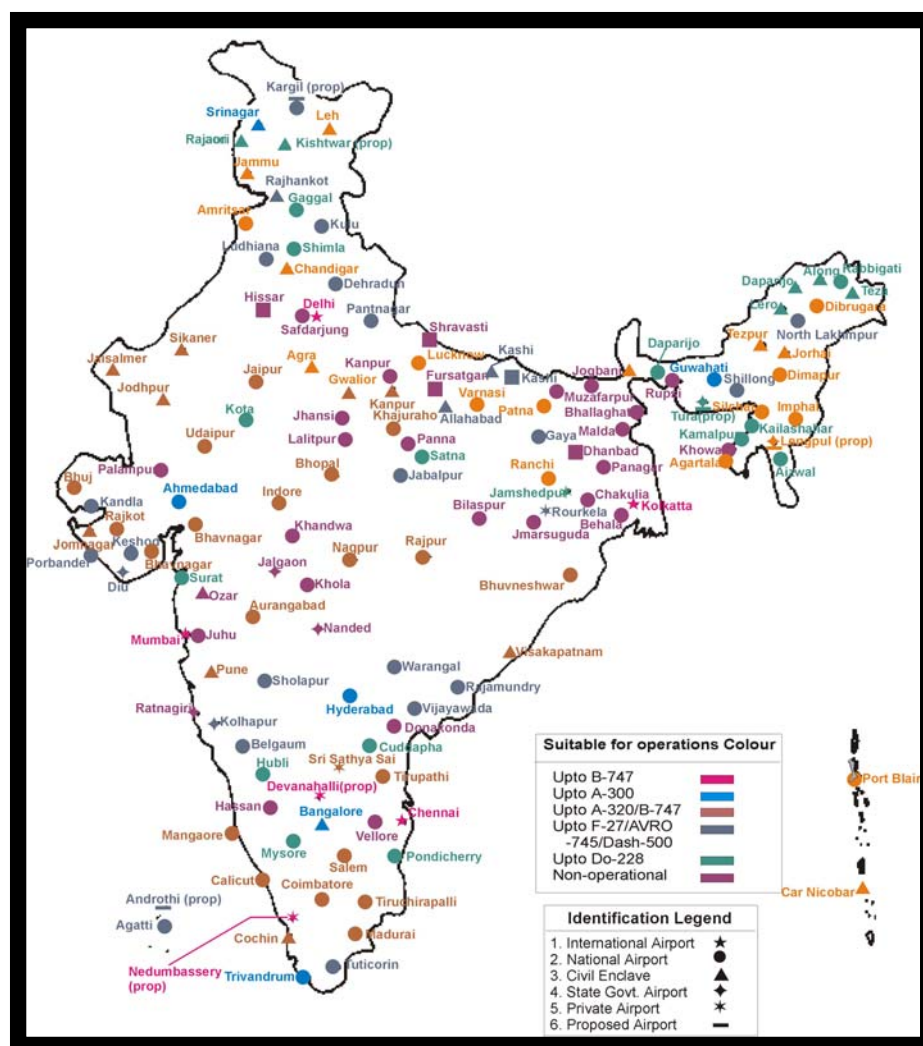 Kargil (prop)
Srinagar
Leh
Rajaori
Kishtwar (prop)
Jammu
Rajhankot
Gaggal
Amritsar
Kulu
Ludhiana
Shimla
Chandigar
Dehradun
Hissar
Delhi
Pantnagar
Safdarjung
Shravasti
Sikaner
Agra
Kanpur
Lucknow
Kashi
Jaisalmer
Jaipur
Gwalior
Fursatgan
Kashi
Jodhpur
Kanpur
Varnasi
Khajuraho
Allahabad
Patna
Kota
Jhansi
Udaipur
Lalitpur
Panna
Gaya
Satna
Palanpur
Bhopal
Jabalpur
Ranchi
Bhuj
Ahmedabad
Kandla
Indore
Rajkot
Jomnagar
Keshod
Bhavnagar
Khandwa
Bilaspur
Porbander
Bhavnagar
Nagpur
Rajpur
Diu
Jalgaon
Surat
Khola
Ozar
Aurangabad
Bhuvneshwar
Nanded
Mumbai
Juhu
Visakapatnam
Pune
Warangal
Sholapur
Rajamundry
Ratnagiri
Hyderabad
Vijayawada
Kolhapur
Donakonda
Belgaum
Cuddapha
Hubli
Sri Sathya Sai
Tirupathi
Devanahalli(prop)
Hassan
Bangalore
Chennai
Mangaore
Vellore
Mysore
Salem
Pondicherry
Calicut
Coimbatore
Androthi (prop)
Tiruchirapalli
Agatti
Cochin
Madurai
Nedumbassery
(prop)
Tuticorin
Trivandrum
Daparijo
Along
Rabbigati
Teza
Zero
Dibrugara
North Lakhimpur
Tezpur
Jorhai
Daparijo
Jogbani
Guwahati
Dimapur
Rupsi
Shillong
Muzafarpur
Bhallaghat
Tura(prop)
Silchar
Imphal
Malda
Kamalpur
Kailashahar
Dhanbad
Khowai
Lengpul (prop)
Panagar
Agartala
Aizwal
Jamshedpur
Chakulia
Kolkatta
Rourkela
Behala
Jmarsuguda
Port Blair
Car Nicobar
Suitable for operations Colour
Upto B-747
Upto A-300
Upto A-320/B-747
Upto F-27/AVRO
-745/Dash-500
Upto Do-228
Non-operational
Identification Legend
1. International Airport
2. National Airport
3. Civil Enclave
4. State Govt. Airport
5. Private Airport
6. Proposed Airport